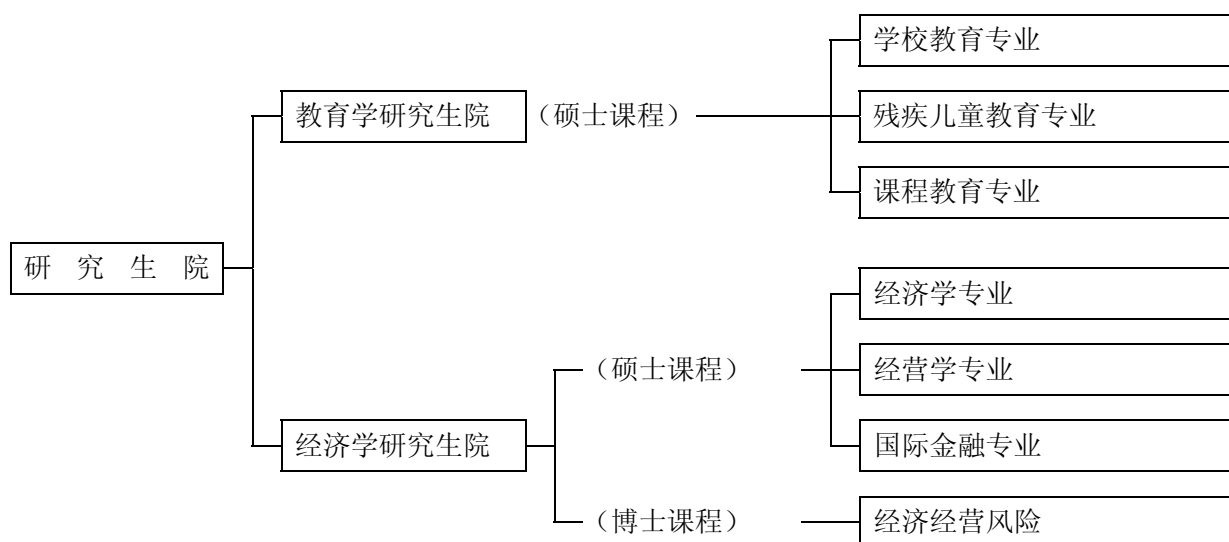 研究生院
教育学研究生院
（硕士课程）
学校教育专业
残疾儿童教育专业
课程教育专业
经济学研究生院
（硕士课程）
经济学专业
经营学专业
国际金融专业
（博士课程）
经济经营风险